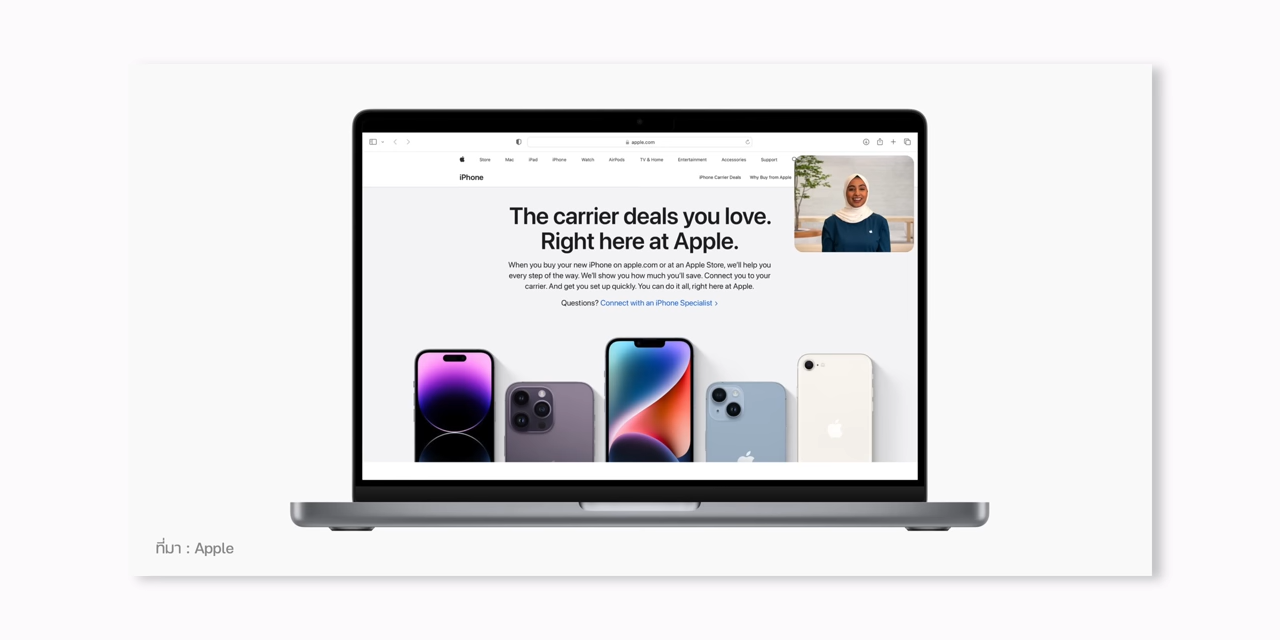 apple.com
Store Mac iPad iPhone Watch AirPods TV & Home Entertainment Accessories Support
iPhone
iPhone Carrier Deals Why Buy from Apple
The carrier deals you love.
Right here at Apple.
When you buy your new iPhone on apple.com or at an Apple Store, we'll help you
every step of the way. We'll show you how much you'll save. Connect you to your
carrier. And get you set up quickly. You can do it all, right here at Apple.
Questions? Connect with an iPhone Specialist >
ที่มา : Apple